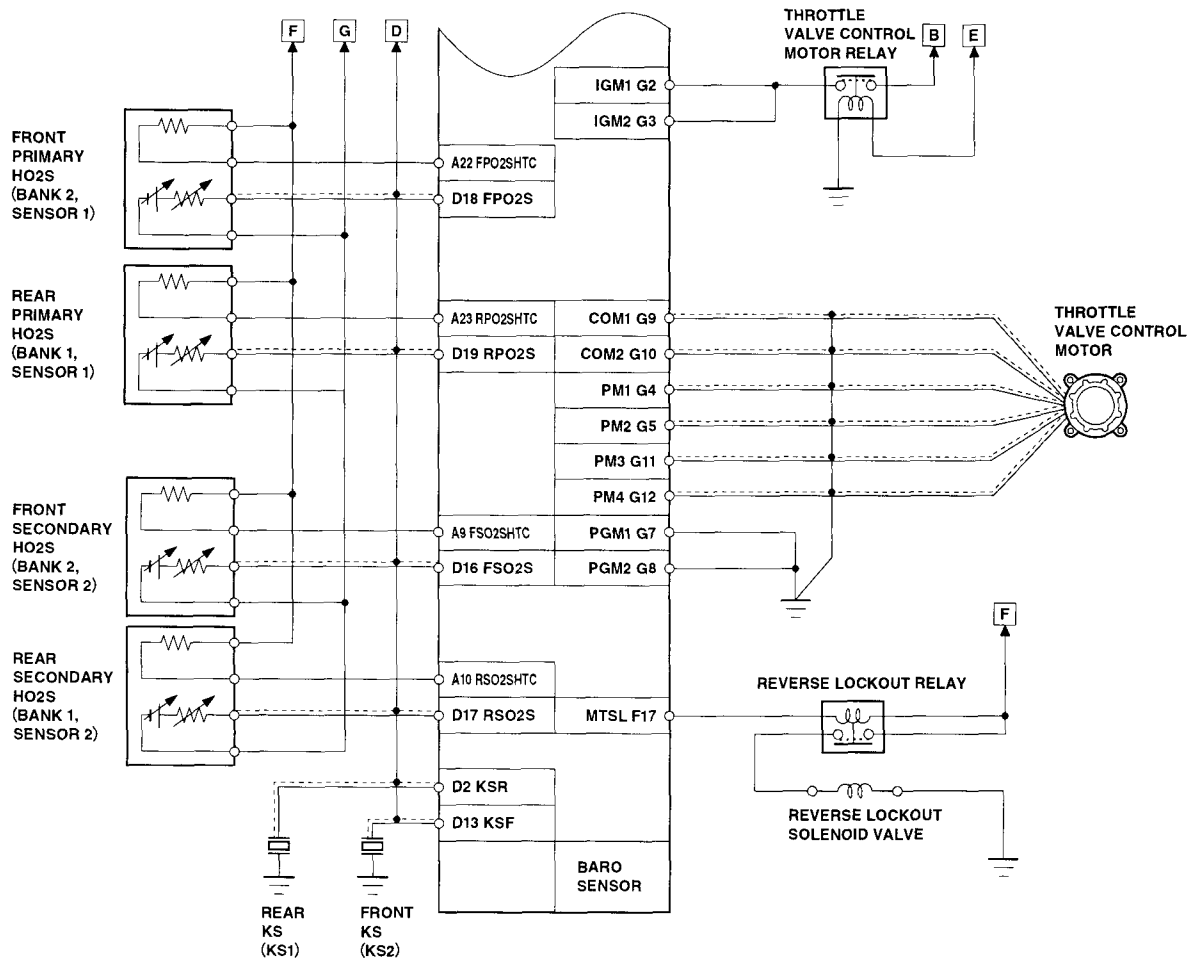 F
G
D
THROTTLE
VALVE CONTROL
MOTOR RELAY
B
E
IGM1 G2
IGM2 G3
FRONT
PRIMARY
HO2S
(BANK 2,
SENSOR 1)
A22 FPO2SHTC
D18 FPO2S
REAR
PRIMARY
HO2S
(BANK 1,
SENSOR 1)
A23 RPO2SHTC
D19 RPO2S
COM1 G9
COM2 G10
PM1 G4
PM2 G5
PM3 G11
PM4 G12
PGM1 G7
PGM2 G8
THROTTLE
VALVE CONTROL
MOTOR
FRONT
SECONDARY
HO2S
(BANK 2,
SENSOR 2)
A9 FSO2SHTC
D16 FSO2S
REAR
SECONDARY
HO2S
(BANK 1,
SENSOR 2)
A10 RSO2SHTC
D17 RSO2S
MTSL F17
F
REVERSE LOCKOUT RELAY
REVERSE LOCKOUT
SOLENOID VALVE
D2 KSR
D13 KSF
BARO
SENSOR
REAR
KS
(KS1)
FRONT
KS
(KS2)